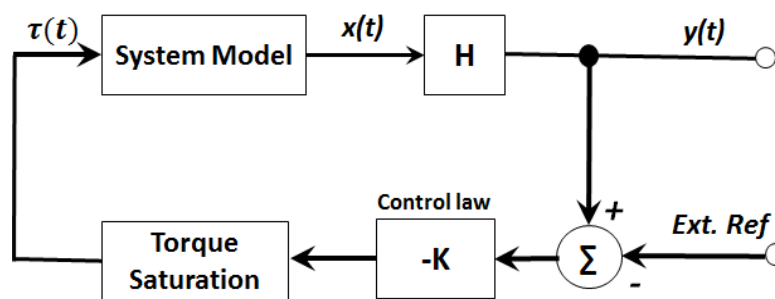 τ(t)
System Model
x(t)
H
y(t)
Control law
Torque
Saturation
-K
Σ
+
-
Ext. Ref